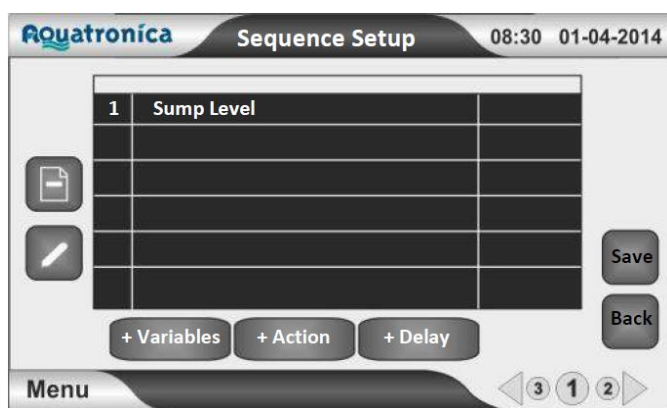 Aquatronica Sequence Setup 08:30 01-04-2014
1 Sump Level
Save
Back
+ Variables + Action + Delay
Menu 3 1 2